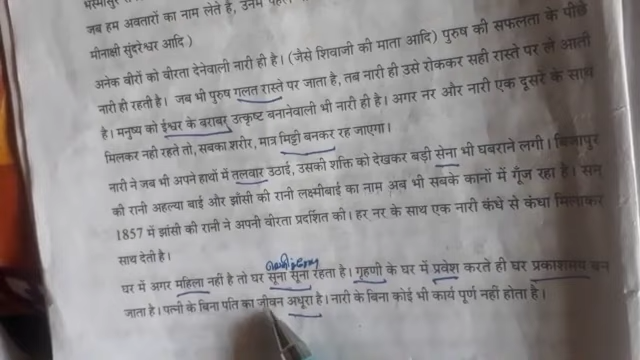 जब हम अवतारों का नाम लेते है, उनमें
मीनाक्षी सुंदरेश्वर आदि )
अनेक वीरों को वीरता देनेवाली नारी ही है। (जैसे शिवाजी की माता आदि) पुरुष की सफलता के पीछे
नारी ही रहती है। जब भी पुरुष गलत रास्ते पर जाता है, तब नारी ही उसे रोककर सही रास्ते पर ले आती
है। मनुष्य को ईश्वर के बराबर उत्कृष्ट बनानेवाली भी नारी ही है। अगर नर और नारी एक दूसरे के साथ
मिलकर नही रहते तो, सबका शरीर, मात्र मिट्टी बनकर रह जाएगा।
नारी ने जब भी अपने हाथों में तलवार उठाई, उसकी शक्ति को देखकर बड़ी सेना भी घबराने लगी। बिजापुर
की रानी अहल्या बाई और झाँसी की रानी लक्ष्मीबाई का नाम अब भी सबके कानों में गूँज रहा है। सन्
1857 में झाँसी की रानी ने अपनी वीरता प्रदर्शित की। हर नर के साथ एक नारी कंधे से कंधा मिलाकर
साथ देती है।
घर में अगर महिला नहीं है तो घर सूना सूना रहता है। गृहणी के घर में प्रवेश करते ही घर प्रकाशमय बन
जाता है। पत्नी के बिना पति का जीवन अधूरा है। नारी के बिना कोई भी कार्य पूर्ण नहीं होता है।